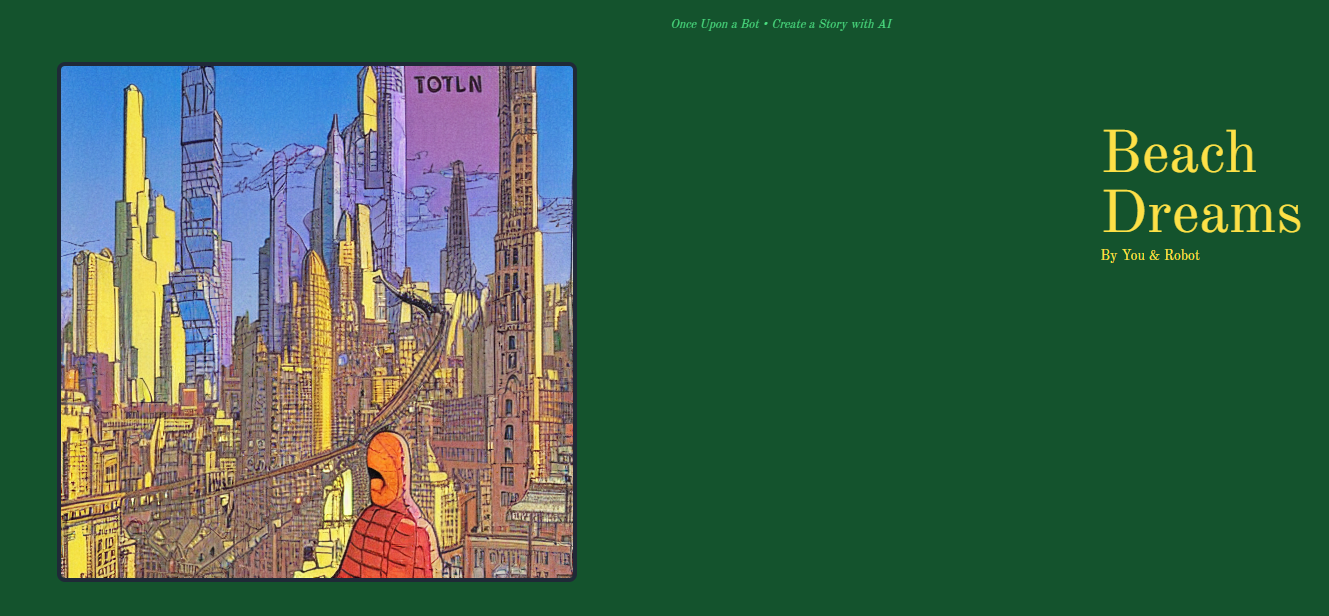 Once Upon a Bot • Create a Story with AI
TOTLN
Beach
Dreams
By You & Robot